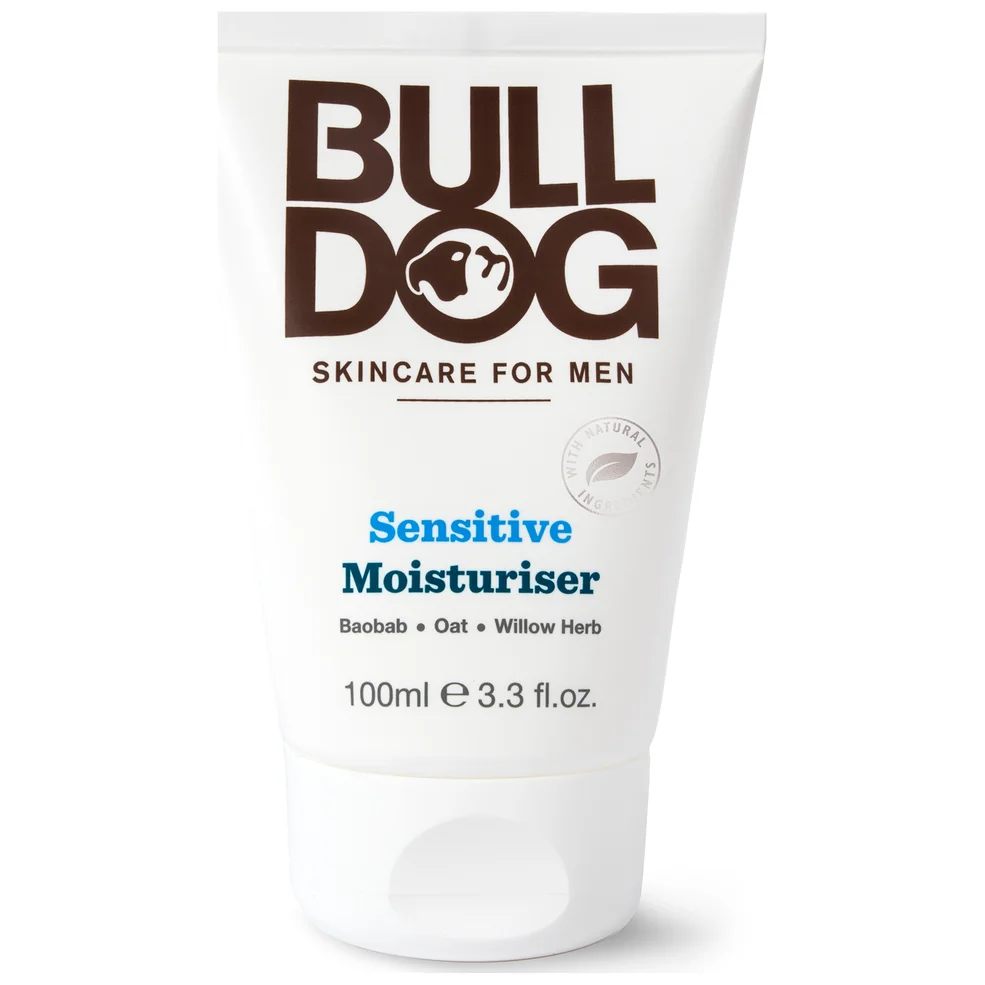 BULL
DOG
SKINCARE FOR MEN
WITH NATURAL
INGREDIENTS
Sensitive
Moisturiser
Baobab • Oat • Willow Herb
100ml ℮ 3.3 fl.oz.